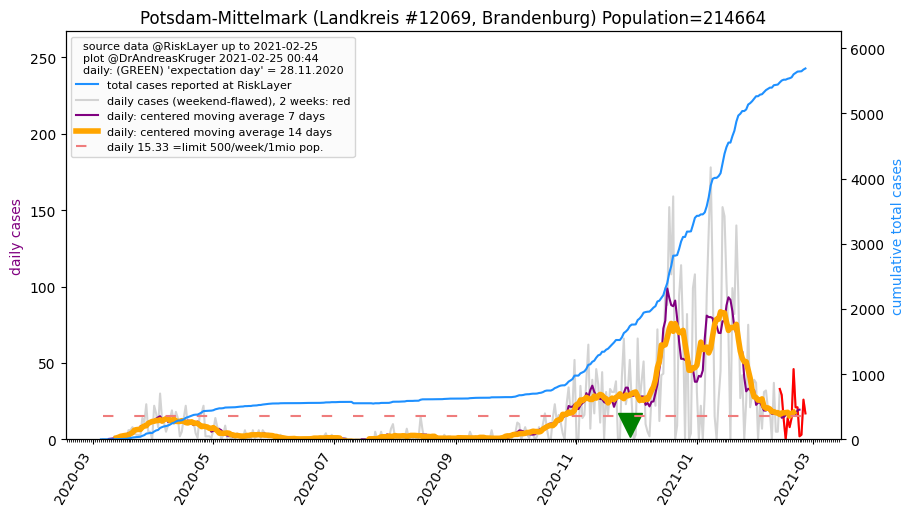 Potsdam-Mittelmark (Landkreis #12069, Brandenburg) Population=214664
source data @RiskLayer up to 2021-02-25
plot @DrAndreasKruger 2021-02-25 00:44
daily: (GREEN) 'expectation day' = 28.11.2020
total cases reported at RiskLayer
daily cases (weekend-flawed), 2 weeks: red
daily: centered moving average 7 days
daily: centered moving average 14 days
daily 15.33 =limit 500/week/1mio pop.
daily cases
250
200
150
100
50
0
cumulative total cases
6000
5000
4000
3000
2000
1000
0
2020-03
2020-05
2020-07
2020-09
2020-11
2021-01
2021-03